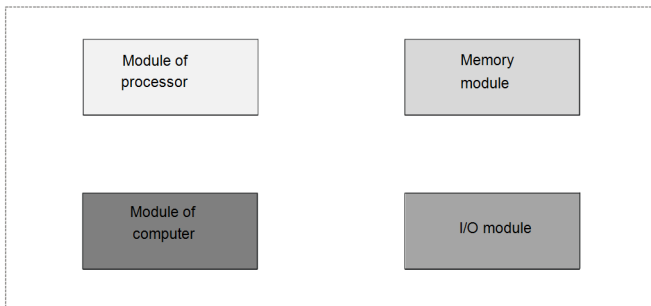 Module of
processor
Memory
module
Module of
computer
I/O module